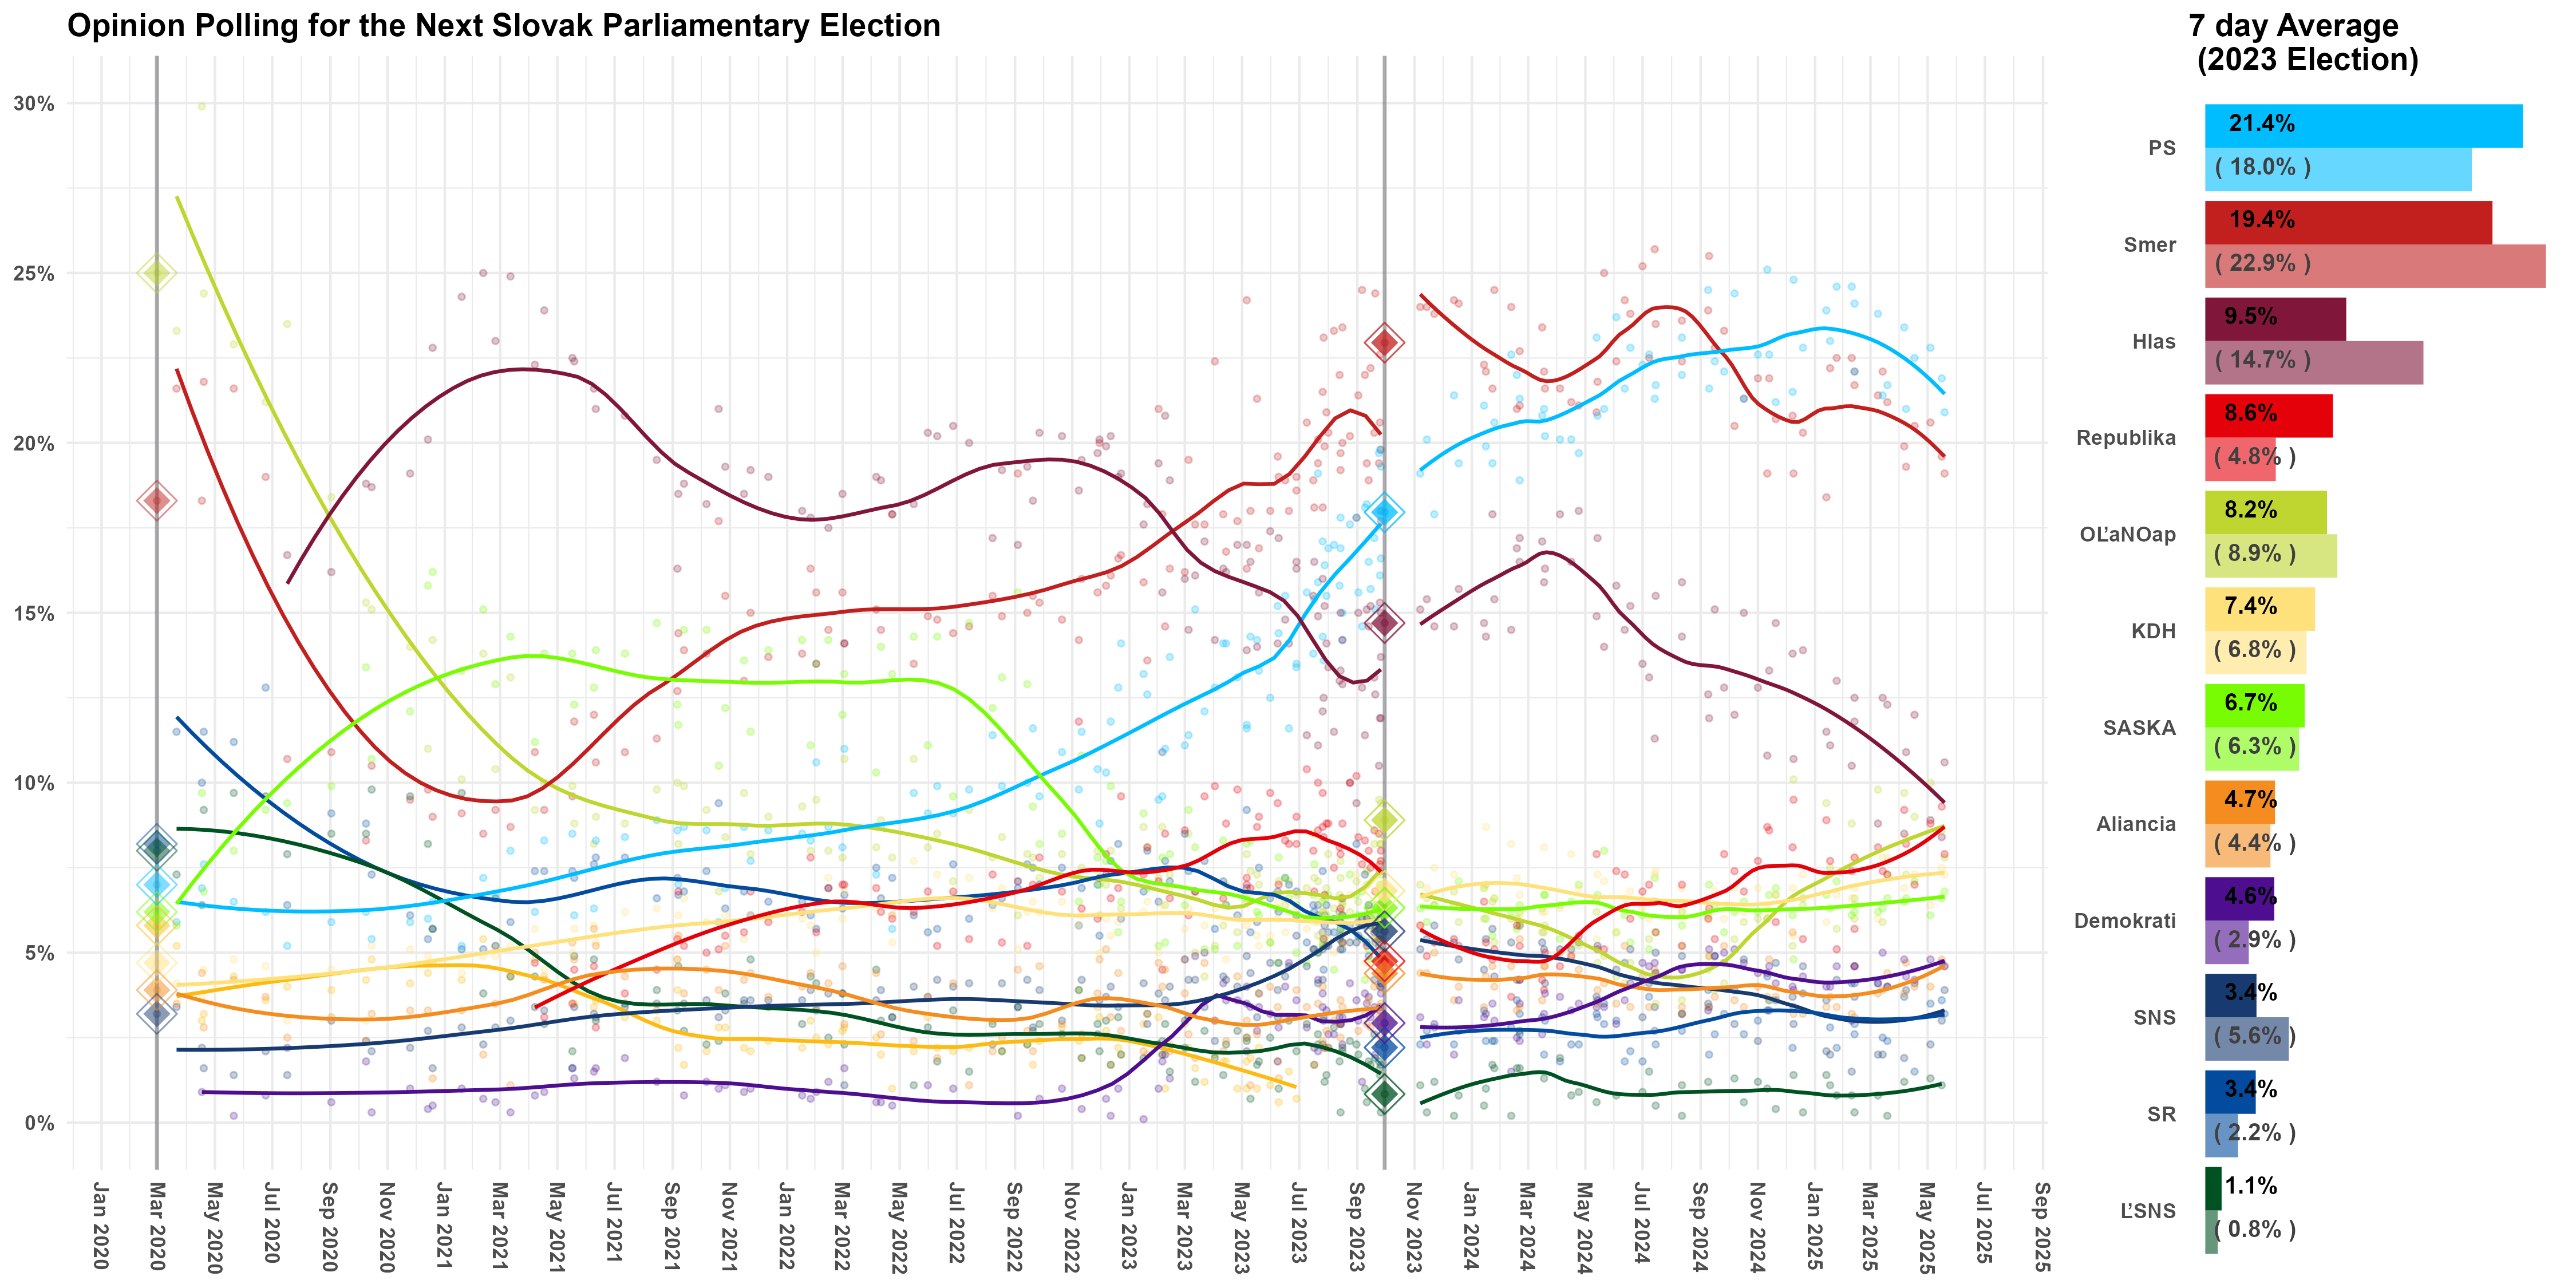 Opinion Polling for the Next Slovak Parliamentary Election
7 day Average
(2023 Election)
30%
25%
20%
15%
10%
5%
0%
Jan 2020
Mar 2020
May 2020
Jul 2020
Sep 2020
Nov 2020
Jan 2021
Mar 2021
May 2021
Jul 2021
Sep 2021
Nov 2021
Jan 2022
Mar 2022
May 2022
Jul 2022
Sep 2022
Nov 2022
Jan 2023
Mar 2023
May 2023
Jul 2023
Sep 2023
Nov 2023
Jan 2024
Mar 2024
May 2024
Jul 2024
Sep 2024
Nov 2024
Jan 2025
Mar 2025
May 2025
Jul 2025
Sep 2025
PS
21.4%
( 18.0% )
Smer
19.4%
( 22.9% )
Hlas
9.5%
( 14.7% )
Republika
8.6%
( 4.8% )
OĽaNOap
8.2%
( 8.9% )
KDH
7.4%
( 6.8% )
SASKA
6.7%
( 6.3% )
Aliancia
4.7%
( 4.4% )
Demokrati
4.6%
( 2.9% )
SNS
3.4%
( 5.6% )
SR
3.4%
( 2.2% )
ĽSNS
1.1%
( 0.8% )